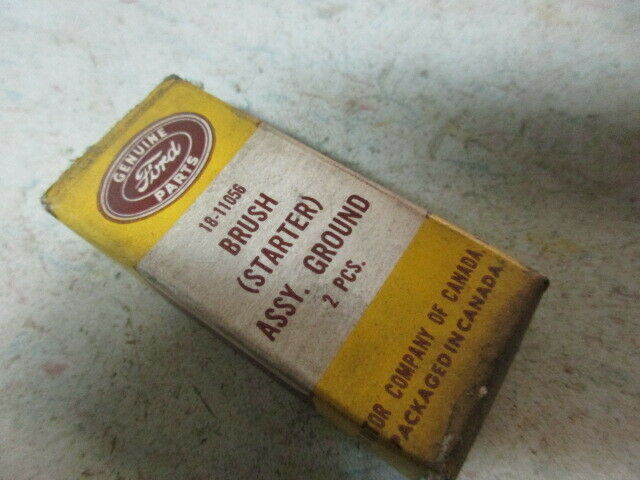 GENUINE
Ford
PARTS
18-11056
BRUSH
(STARTER)
ASSY. GROUND
2 PCS.
TOR COMPANY OF CANADA,
PACKAGED IN CANADA.